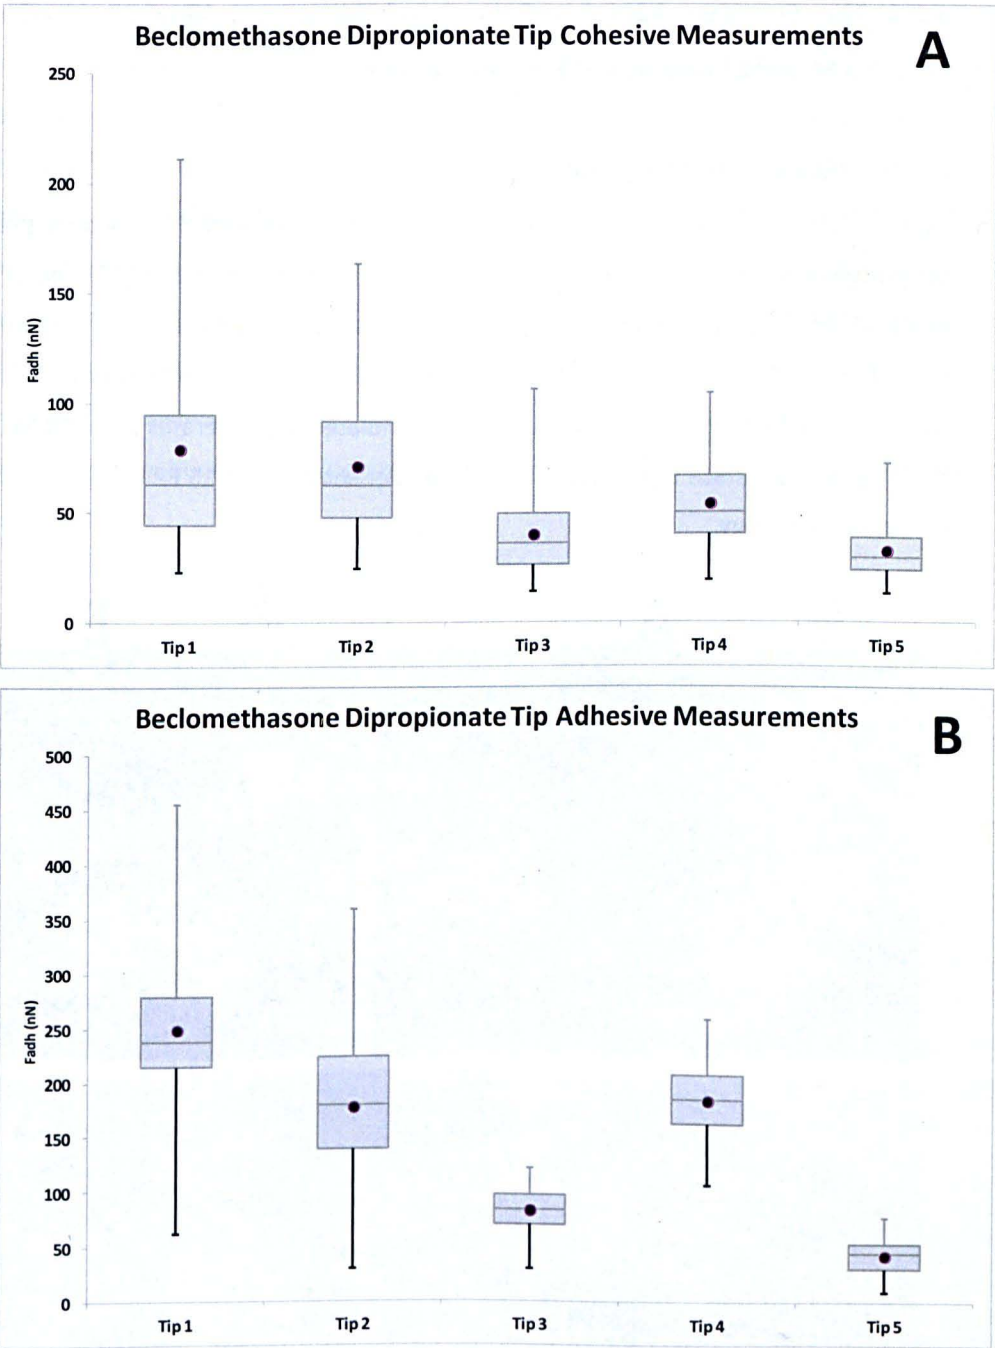 Beclomethasone Dipropionate Tip Cohesive Measurements
A
250
200
150
100
50
0
Fadh (nN)
Tip 1 Tip 2 Tip 3 Tip 4 Tip 5
Beclomethasone Dipropionate Tip Adhesive Measurements
B
500
450
400
350
300
250
200
150
100
50
0
Fadh (nN)
Tip 1 Tip 2 Tip 3 Tip 4 Tip 5